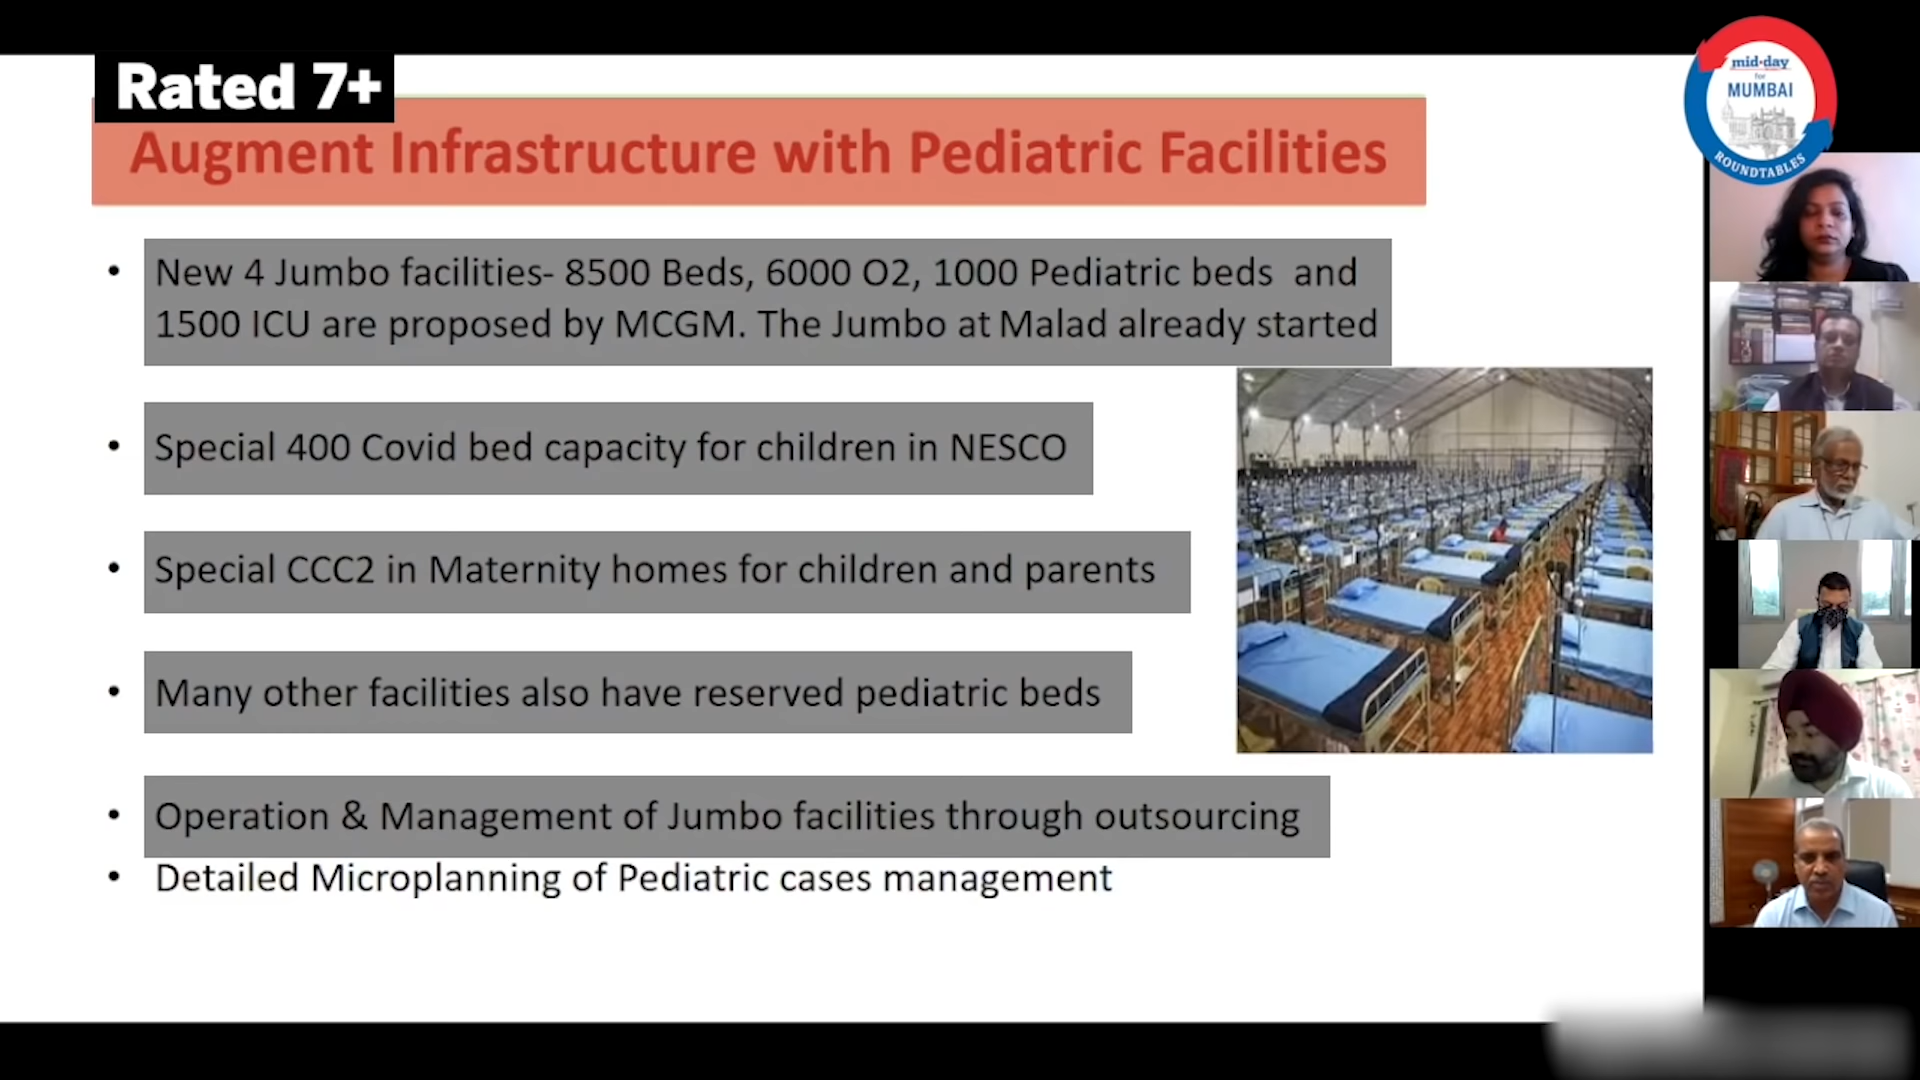 Rated 7+
Augment Infrastructure with Pediatric Facilities
• New 4 Jumbo facilities- 8500 Beds, 6000 O2, 1000 Pediatric beds and
1500 ICU are proposed by MCGM. The Jumbo at Malad already started
• Special 400 Covid bed capacity for children in NESCO
• Special CCC2 in Maternity homes for children and parents
• Many other facilities also have reserved pediatric beds
• Operation & Management of Jumbo facilities through outsourcing
• Detailed Microplanning of Pediatric cases management
mid-day
for
MUMBAI
ROUNDTABLES